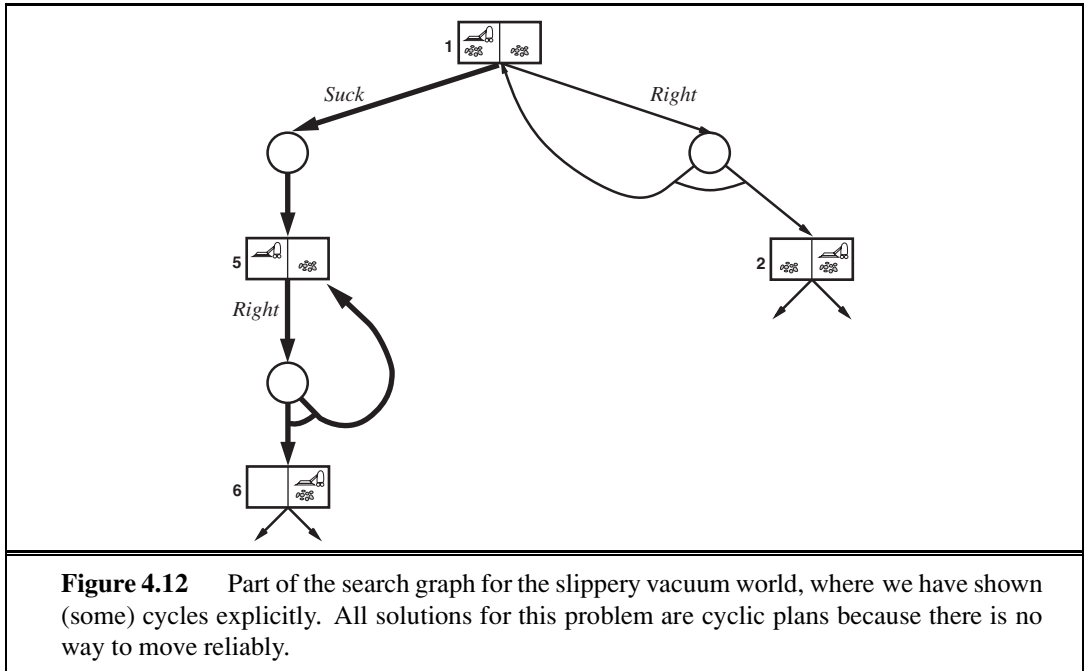 1
Suck
Right
5
2
Right
6
Figure 4.12 Part of the search graph for the slippery vacuum world, where we have shown
(some) cycles explicitly. All solutions for this problem are cyclic plans because there is no
way to move reliably.